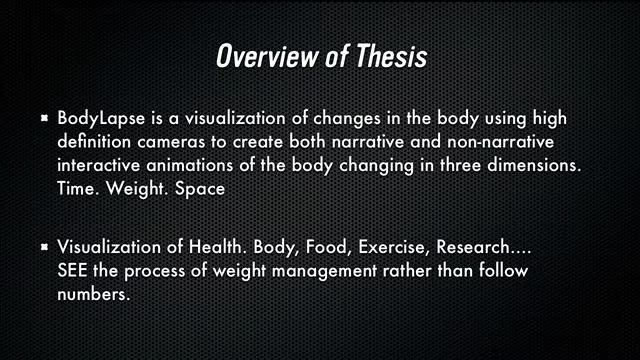 Overview of Thesis
BodyLapse is a visualization of changes in the body using high
definition cameras to create both narrative and non-narrative
interactive animations of the body changing in three dimensions.
Time. Weight. Space
Visualization of Health. Body, Food, Exercise, Research....
SEE the process of weight management rather than follow
numbers.